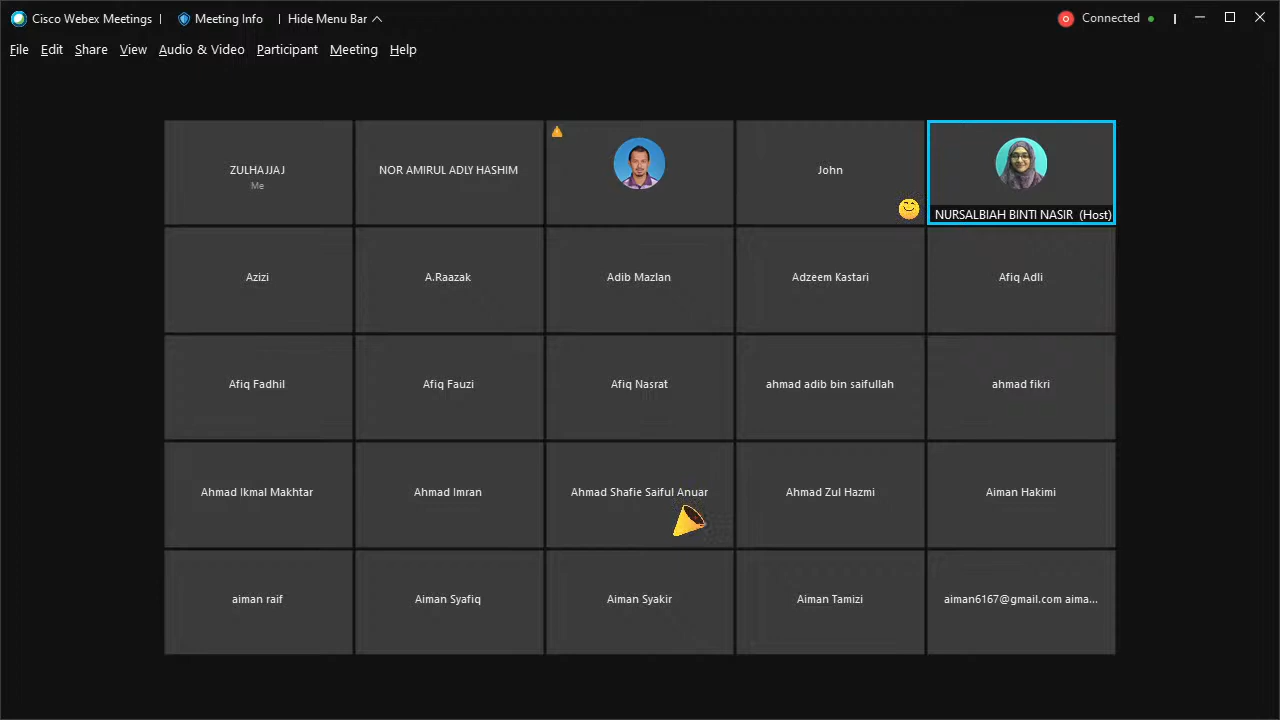 Cisco Webex Meetings | Meeting Info | Hide Menu Bar Connected
File Edit Share View Audio & Video Participant Meeting Help
ZULHAJJAJ
Me
NOR AMIRUL ADLY HASHIM
John
NURSALBIAH BINTI NASIR (Host)
Azizi
A.Raazak
Adib Mazlan
Adzeem Kastari
Afiq Adli
Afiq Fadhil
Afiq Fauzi
Afiq Nasrat
ahmad adib bin saifullah
ahmad fikri
Ahmad Ikmal Makhtar
Ahmad Imran
Ahmad Shafie Saiful Anuar
Ahmad Zul Hazmi
Aiman Hakimi
aiman raif
Aiman Syafiq
Aiman Syakir
Aiman Tamizi
aiman6167@gmail.com aima...